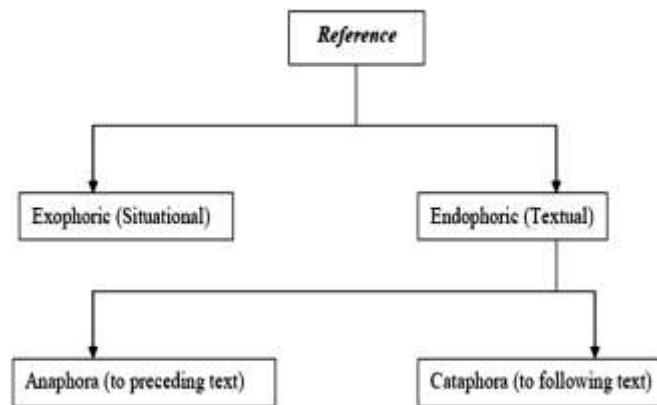 Reference
Exophoric (Situational)
Endophoric (Textual)
Anaphora (to preceding text)
Cataphora (to following text)